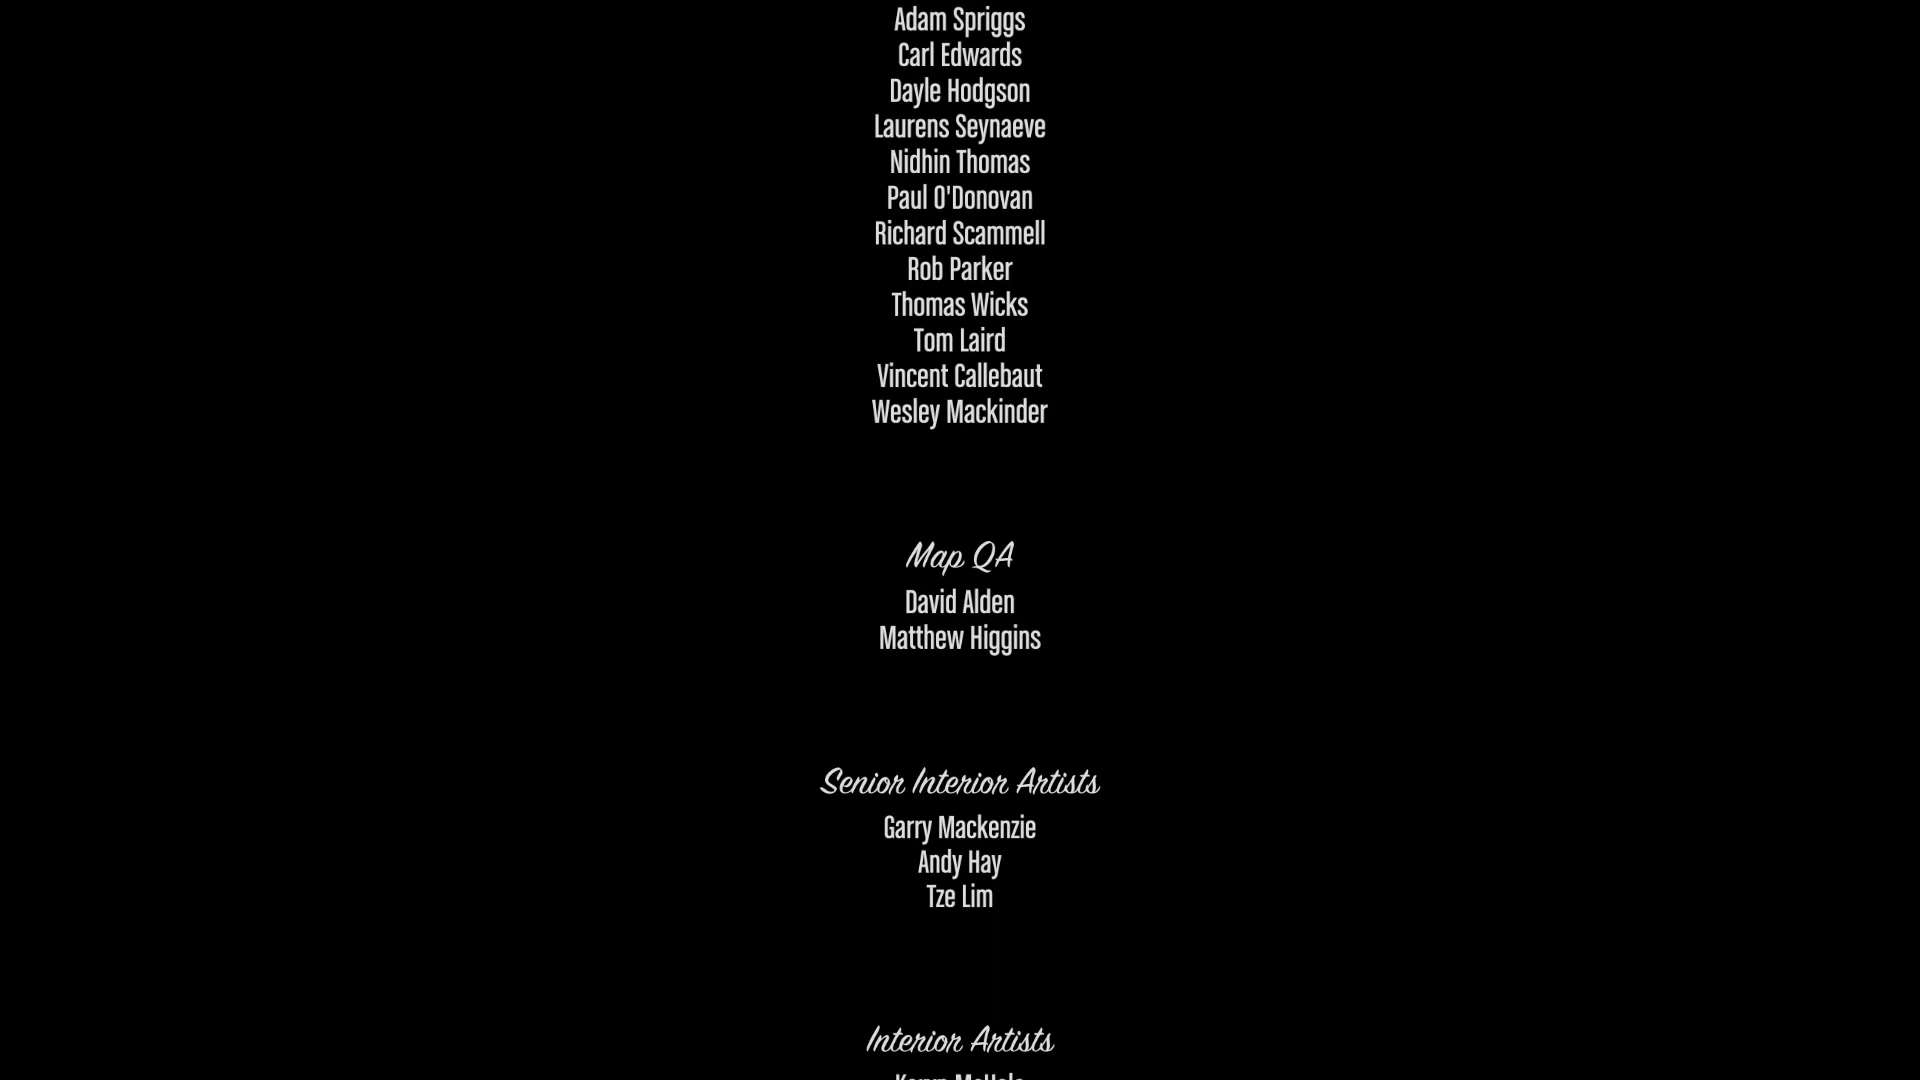 Adam Spriggs
Carl Edwards
Dayle Hodgson
Laurens Seynaeve
Nidhin Thomas
Paul O'Donovan
Richard Scammell
Rob Parker
Thomas Wicks
Tom Laird
Vincent Callebaut
Wesley Mackinder
Map QA
David Alden
Matthew Higgins
Senior Interior Artists
Garry Mackenzie
Andy Hay
Tze Lim
Interior Artists